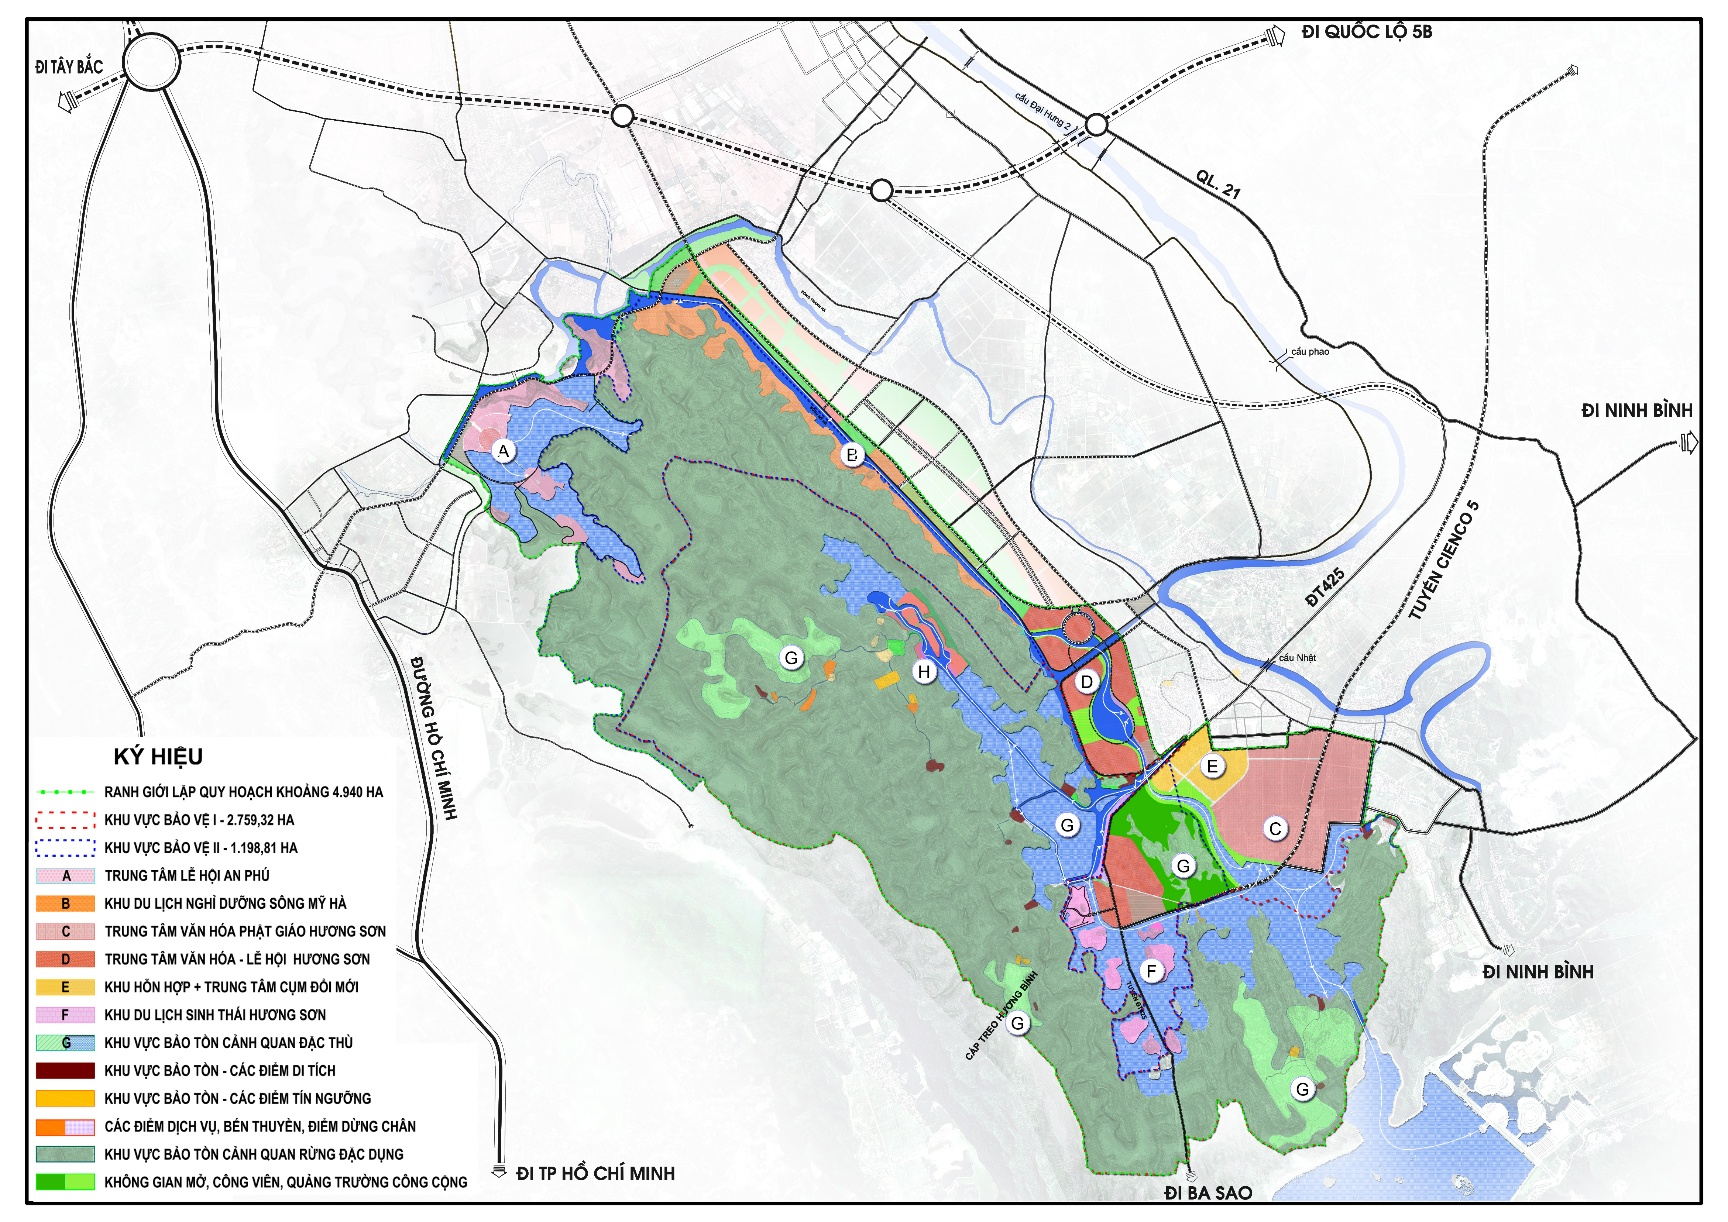 ĐI QUỐC LỘ 5B
ĐI TÂY BẮC
cầu Đại Hưng 2
QL. 21
cầu phao
ĐI NINH BÌNH
A
B
TUYẾN CIENCO 5
ĐT425
cầu Nhật
G
H
D
E
ĐƯỜNG HỒ CHÍ MINH
G
C
G
F
G
CÁP TREO HƯƠNG BÌNH
G
ĐI NINH BÌNH
ĐI TP HỒ CHÍ MINH
ĐI BA SAO
KÝ HIỆU
RANH GIỚI LẬP QUY HOẠCH KHOẢNG 4.940 HA
KHU VỰC BẢO VỆ I - 2.759,32 HA
KHU VỰC BẢO VỆ II - 1.198,81 HA
A TRUNG TÂM LỄ HỘI AN PHÚ
B KHU DU LỊCH NGHỈ DƯỠNG SÔNG MỸ HÀ
C TRUNG TÂM VĂN HÓA PHẬT GIÁO HƯƠNG SƠN
D TRUNG TÂM VĂN HÓA - LỄ HỘI HƯƠNG SƠN
E KHU HỖN HỢP + TRUNG TÂM CỤM ĐỔI MỚI
F KHU DU LỊCH SINH THÁI HƯƠNG SƠN
G KHU VỰC BẢO TỒN CẢNH QUAN ĐẶC THÙ
KHU VỰC BẢO TỒN - CÁC ĐIỂM DI TÍCH
KHU VỰC BẢO TỒN - CÁC ĐIỂM TÍN NGƯỠNG
CÁC ĐIỂM DỊCH VỤ, BẾN THUYỀN, ĐIỂM DỪNG CHÂN
KHU VỰC BẢO TỒN CẢNH QUAN RỪNG ĐẶC DỤNG
KHÔNG GIAN MỞ, CÔNG VIÊN, QUẢNG TRƯỜNG CÔNG CỘNG